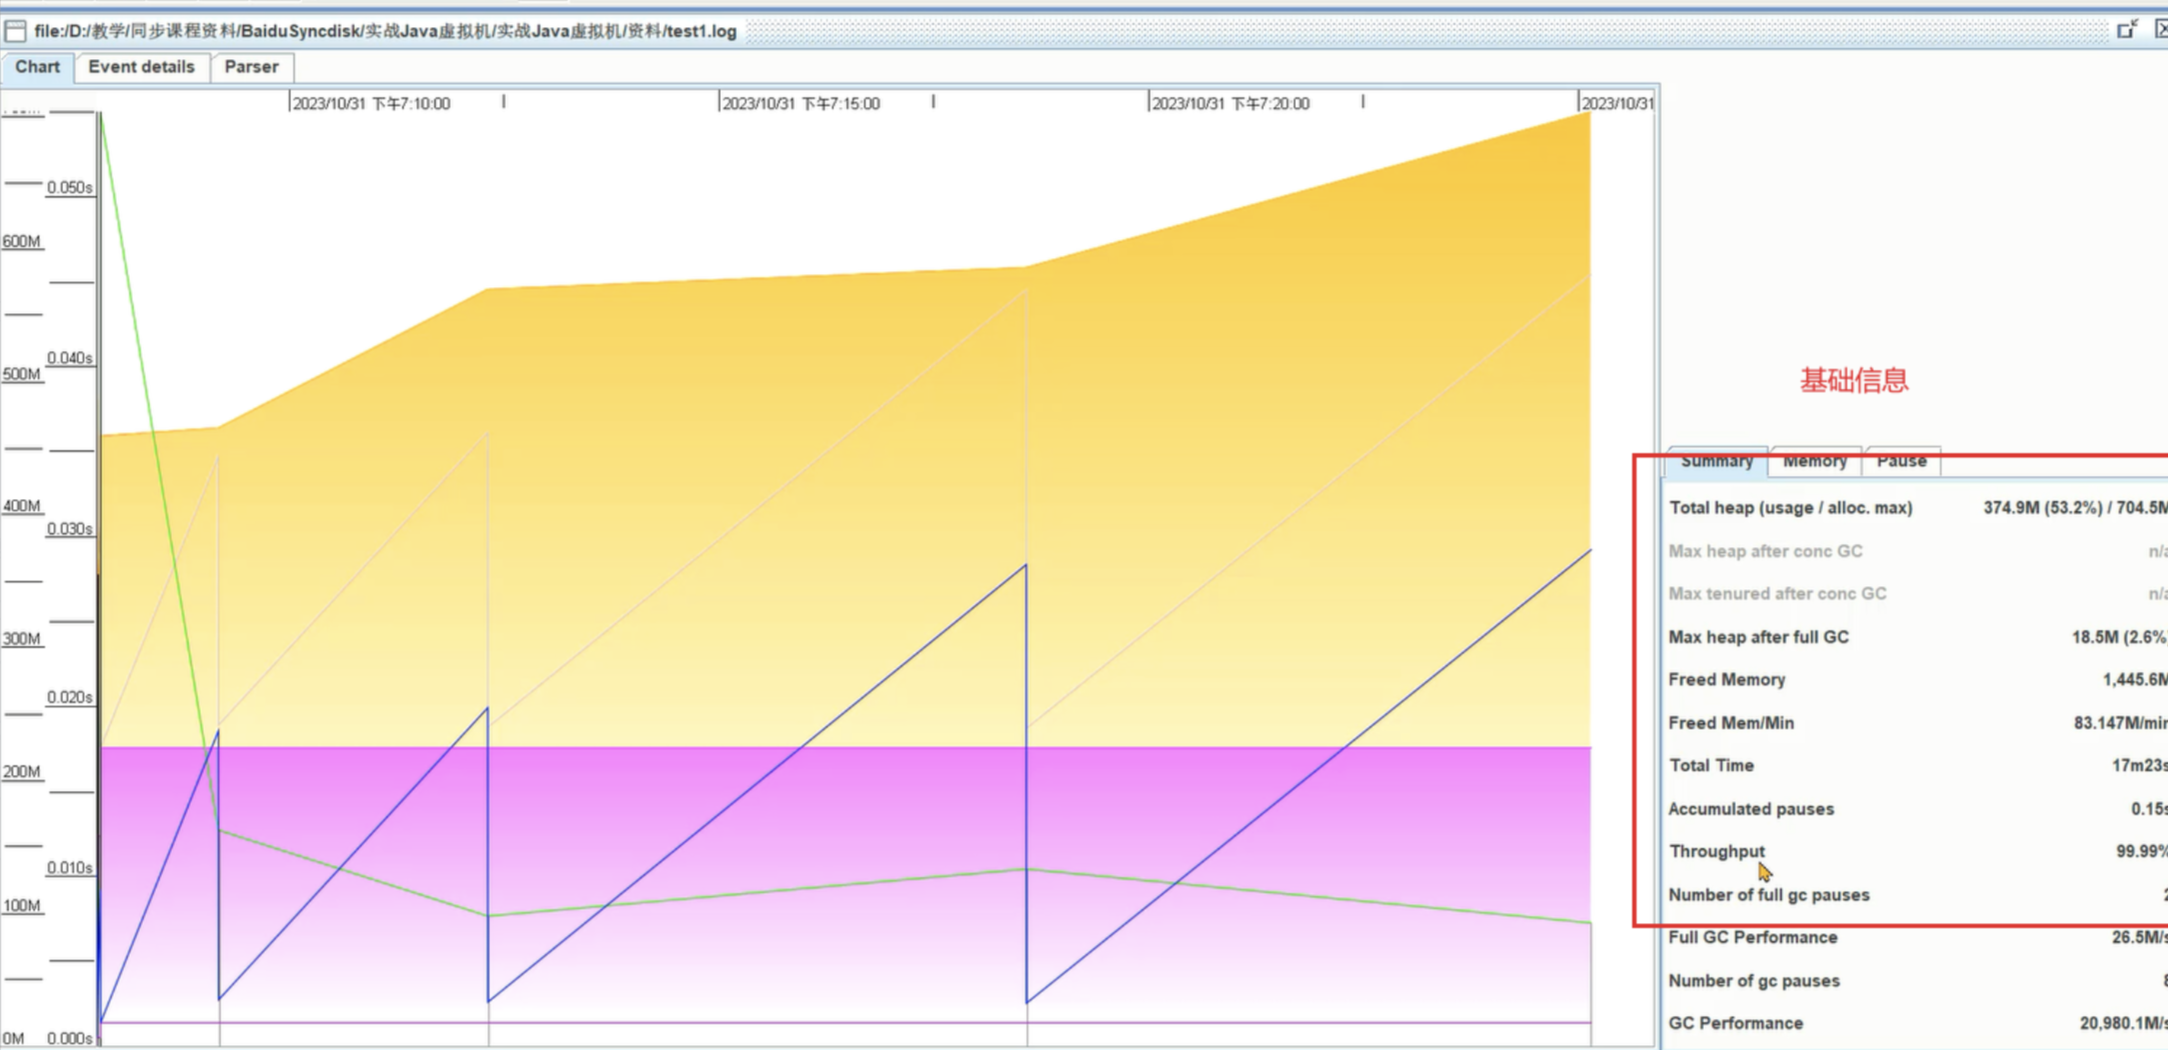 file:/D:/教学/同步课程资料/BaiduSyncdisk/实战Java虚拟机/实战Java虚拟机/资料/test1.log
Chart Event details Parser
2023/10/31 下午7:10:00 2023/10/31 下午7:15:00 2023/10/31 下午7:20:00 2023/10/31
0.050s
600M
0.040s
500M
400M
0.030s
300M
0.020s
200M
0.010s
100M
0M 0.000s
基础信息
Summary Memory Pause
Total heap (usage / alloc. max) 374.9M (53.2%) / 704.5M
Max heap after conc GC n/a
Max tenured after conc GC n/a
Max heap after full GC 18.5M (2.6%)
Freed Memory 1,445.6M
Freed Mem/Min 83.147M/min
Total Time 17m23s
Accumulated pauses 0.15s
Throughput 99.99%
Number of full gc pauses 2
Full GC Performance 26.5M/s
Number of gc pauses 8
GC Performance 20,980.1M/s